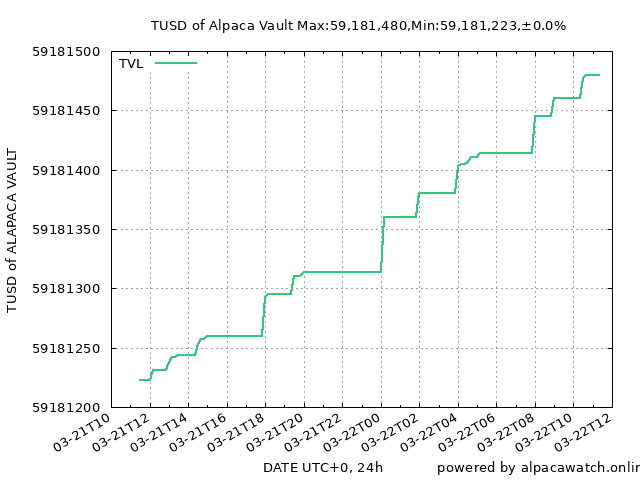 TUSD of Alpaca Vault Max:59,181,480,Min:59,181,223,±0.0%
TVL
59181500
59181450
59181400
59181350
59181300
59181250
59181200
TUSD of ALAPACA VAULT
03-21T10
03-21T12
03-21T14
03-21T16
03-21T18
03-21T20
03-21T22
03-22T00
03-22T02
03-22T04
03-22T06
03-22T08
03-22T10
03-22T12
DATE UTC+0, 24h
powered by alpacawatch.onlin